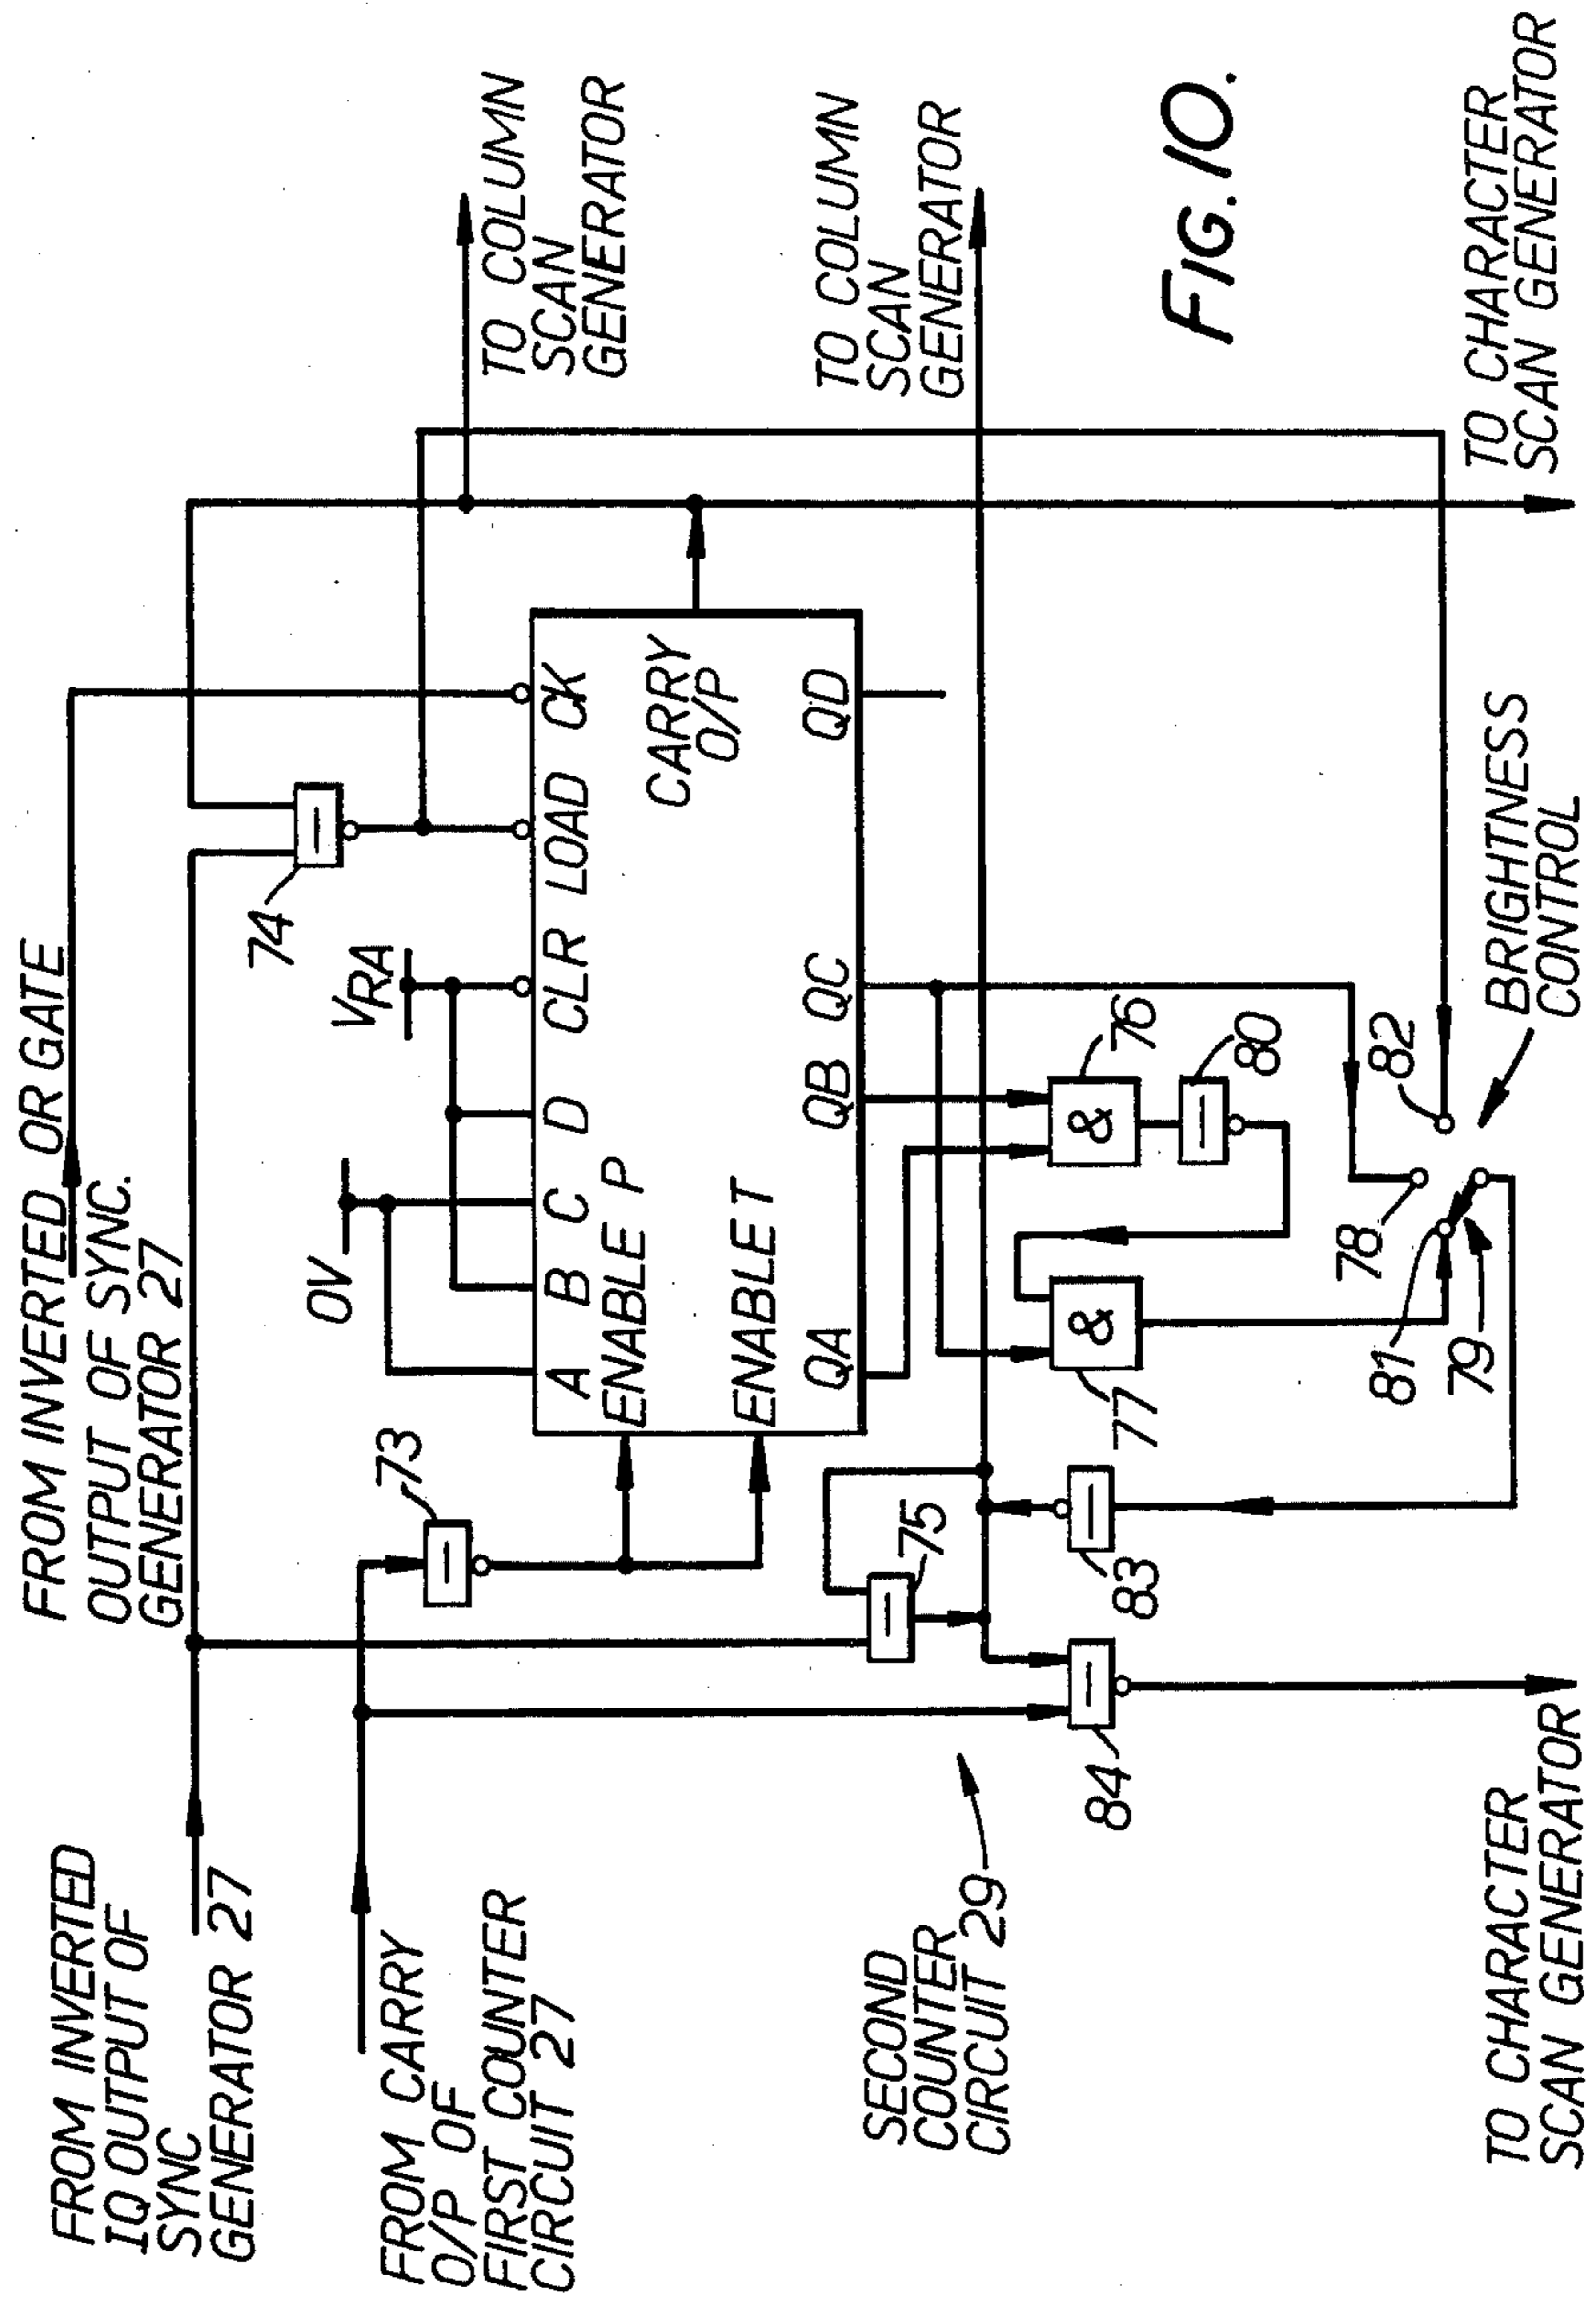 FROM INVERTED
IQ OUTPUT OF
SYNC
GENERATOR 27
FROM CARRY
O/P OF
FIRST COUNTER
CIRCUIT 27
FROM INVERTED OR GATE
OUTPUT OF SYNC.
GENERATOR 27
73
0V
VRA
74
A B C D CLR LOAD CK
ENABLE P
ENABLE T
CARRY
O/P
QA QB QC QD
TO COLUMN
SCAN
GENERATOR
TO COLUMN
SCAN
GENERATOR
75
SECOND
COUNTER
CIRCUIT 29
84
83
77
&
&
76
80
81
79
78
82
BRIGHTNESS
CONTROL
TO CHARACTER
SCAN GENERATOR
TO CHARACTER
SCAN GENERATOR
FIG. 10.